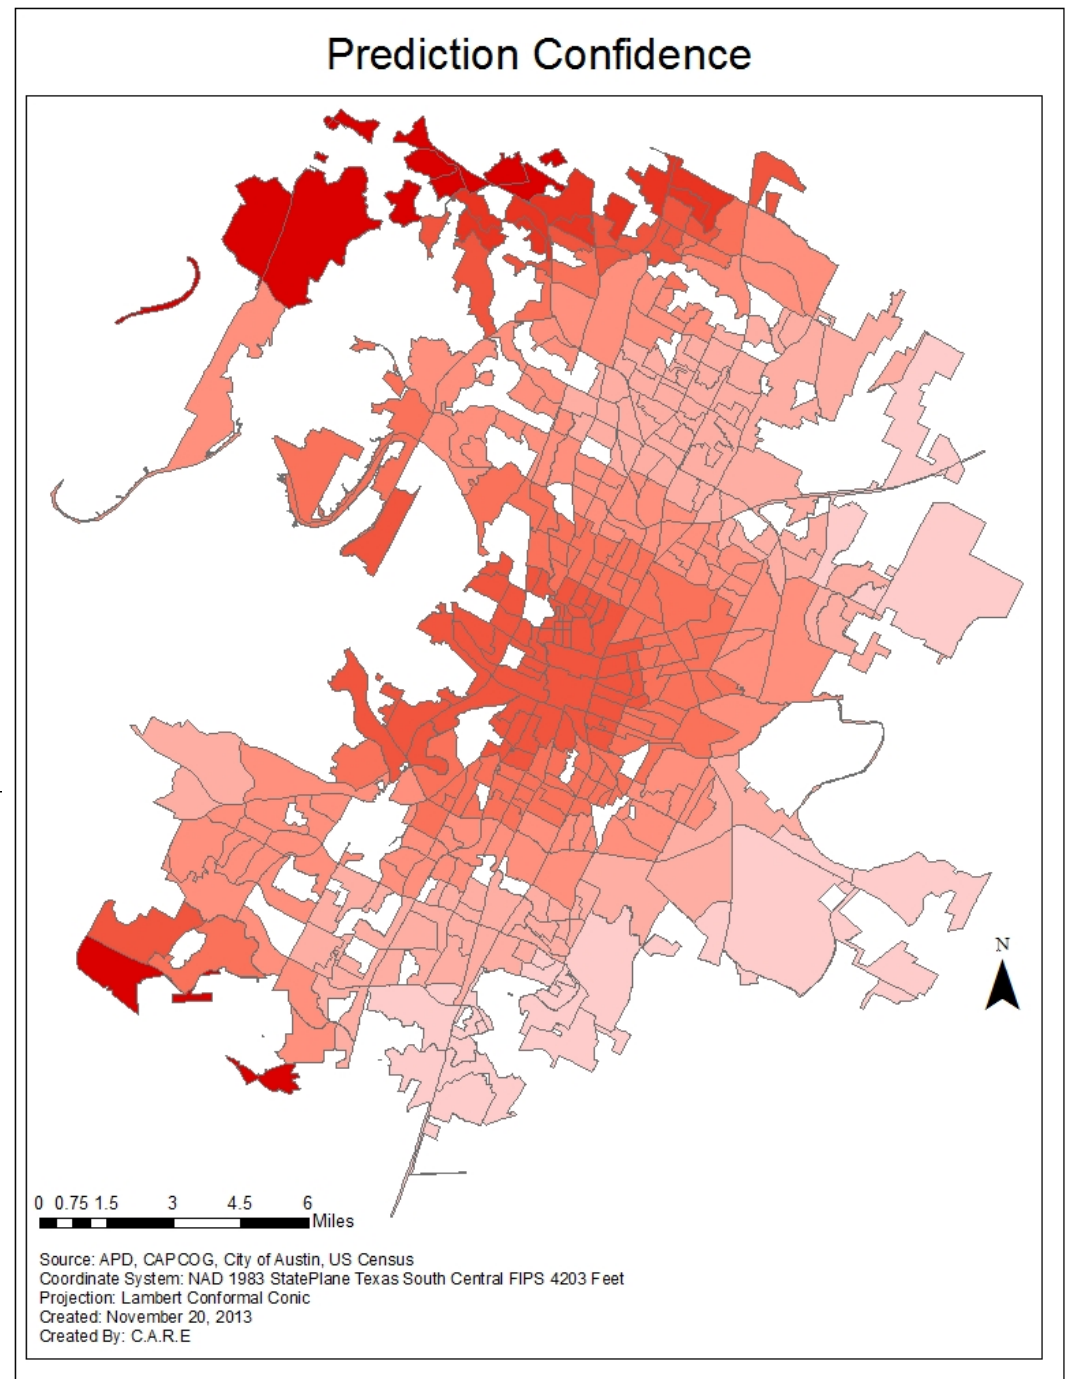 Prediction Confidence
N
0 0.75 1.5 3 4.5 6
Miles
Source: APD, CAPCOG, City of Austin, US Census
Coordinate System: NAD 1983 StatePlane Texas South Central FIPS 4203 Feet
Projection: Lambert Conformal Conic
Created: November 20, 2013
Created By: C.A.R.E